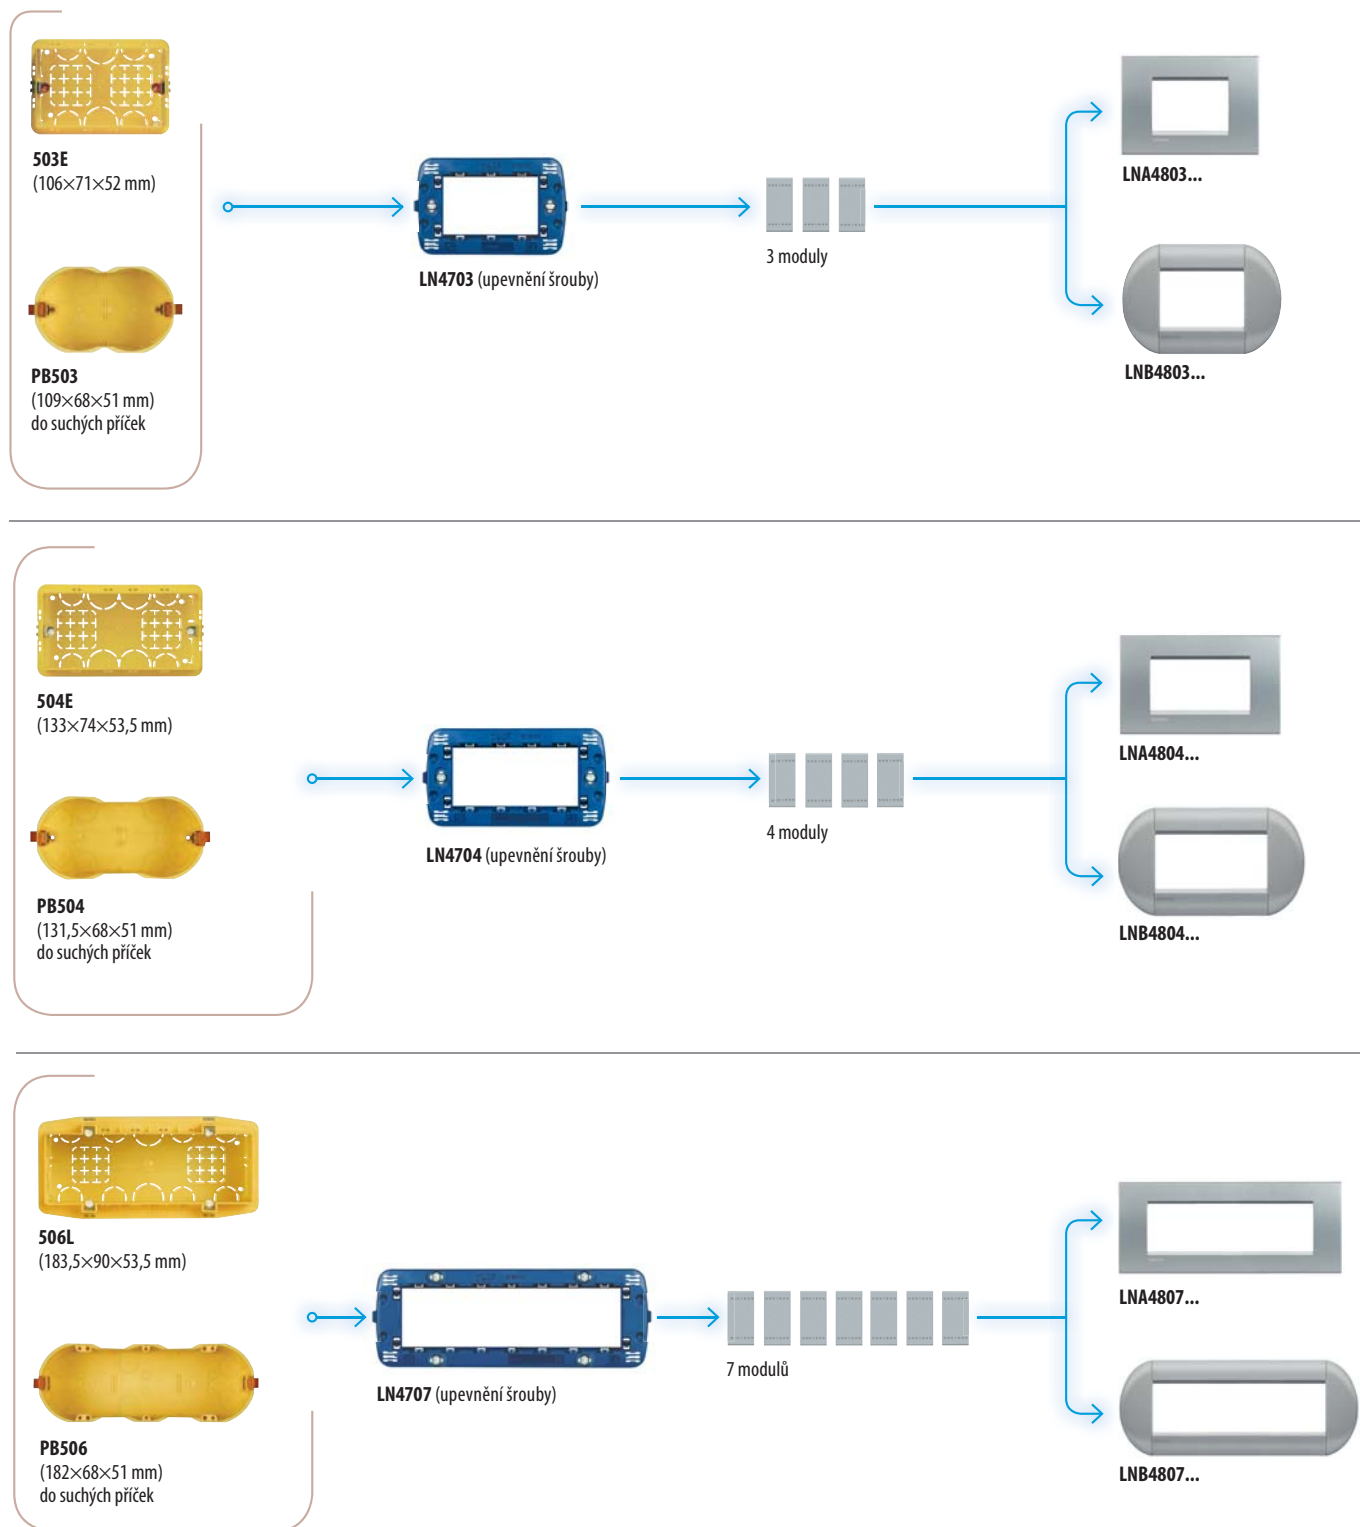 503E
(106×71×52 mm)
PB503
(109×68×51 mm)
do suchých příček
LN4703 (upevnění šrouby)
3 moduly
LNA4803...
LNB4803...
504E
(133×74×53,5 mm)
PB504
(131,5×68×51 mm)
do suchých příček
LN4704 (upevnění šrouby)
4 moduly
LNA4804...
LNB4804...
506L
(183,5×90×53,5 mm)
PB506
(182×68×51 mm)
do suchých příček
LN4707 (upevnění šrouby)
7 modulů
LNA4807...
LNB4807...